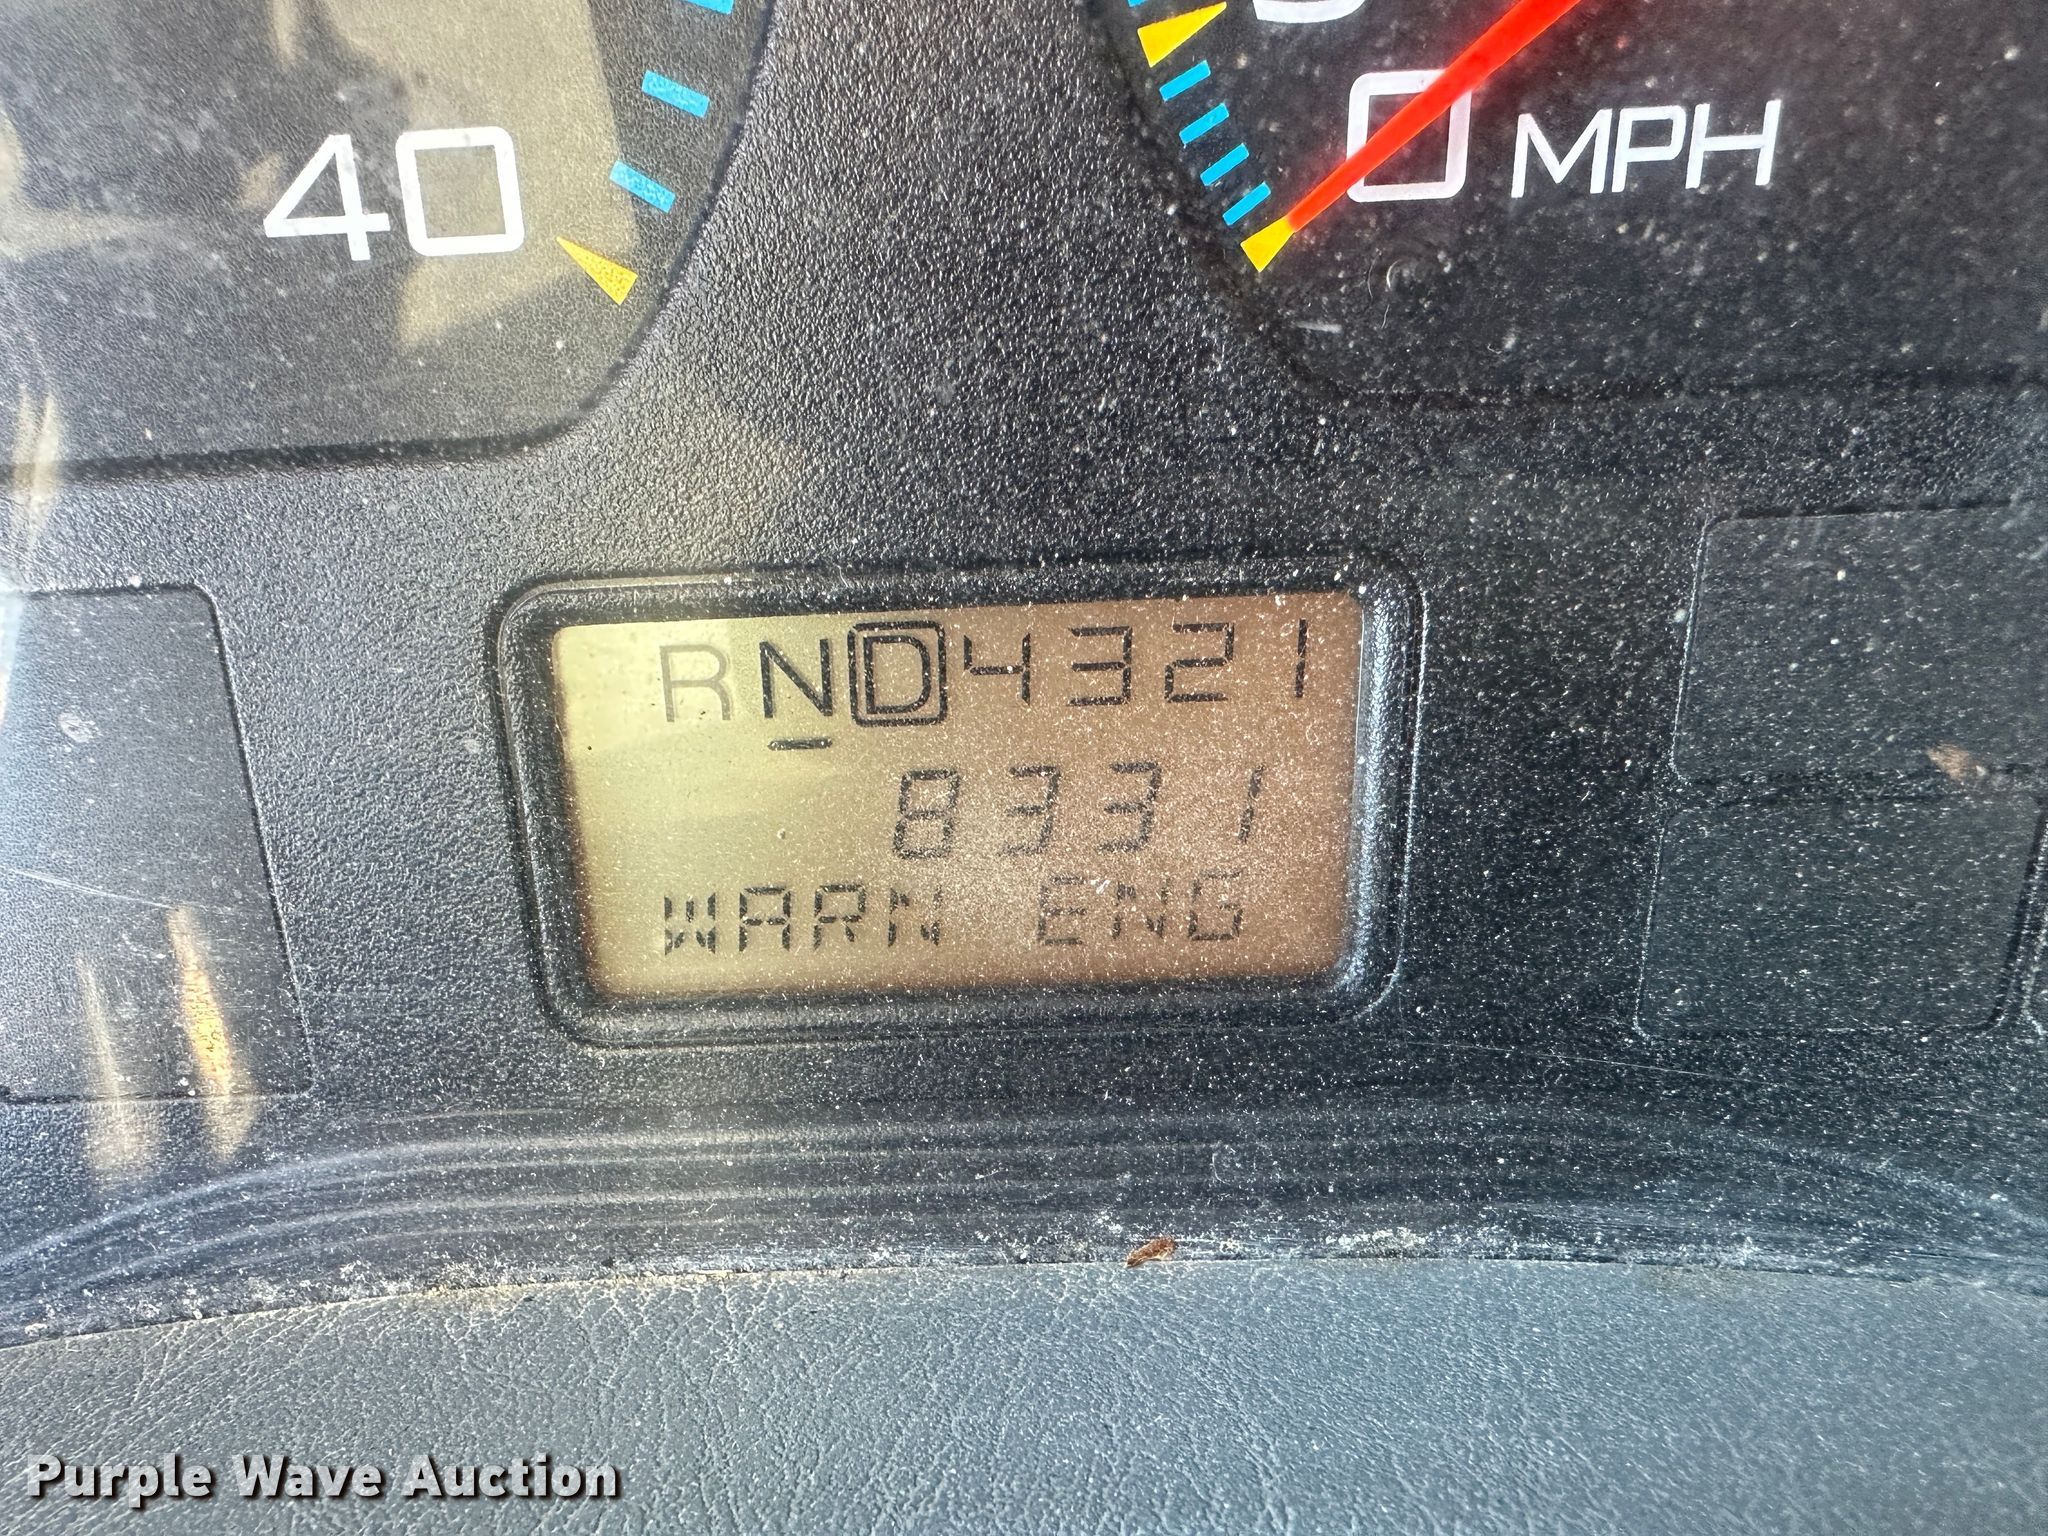 40
0 MPH
RND4321
8331
WARN ENG
Purple Wave Auction